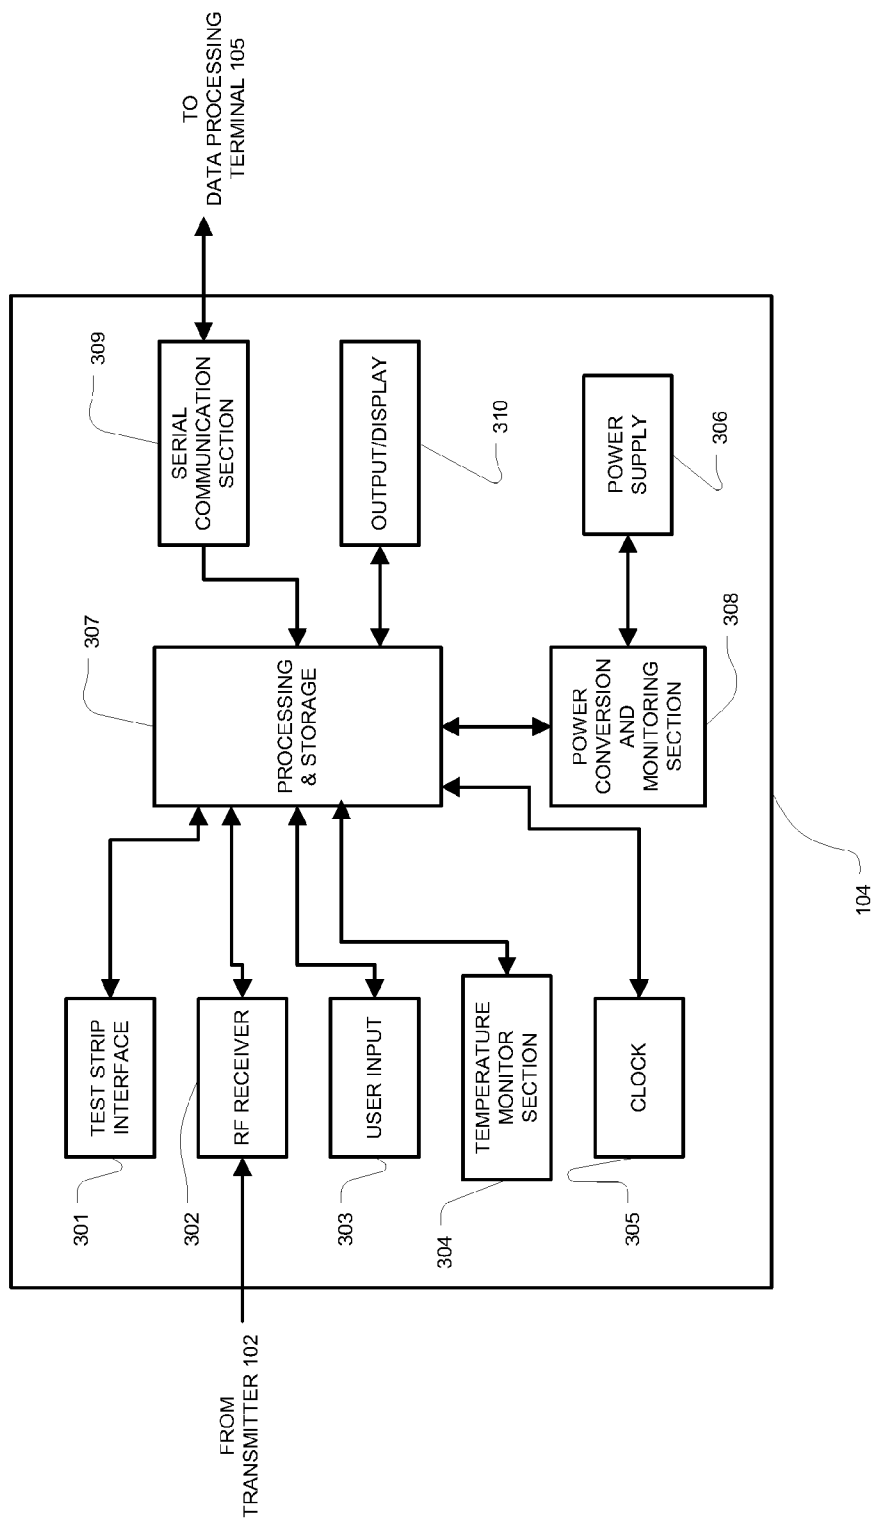 FROM
TRANSMITTER 102
301
TEST STRIP
INTERFACE
302
RF RECEIVER
303
USER INPUT
304
TEMPERATURE
MONITOR
SECTION
305
CLOCK
307
PROCESSING
& STORAGE
308
POWER
CONVERSION
AND
MONITORING
SECTION
309
SERIAL
COMMUNICATION
SECTION
310
OUTPUT/DISPLAY
306
POWER
SUPPLY
104
TO
DATA PROCESSING
TERMINAL 105